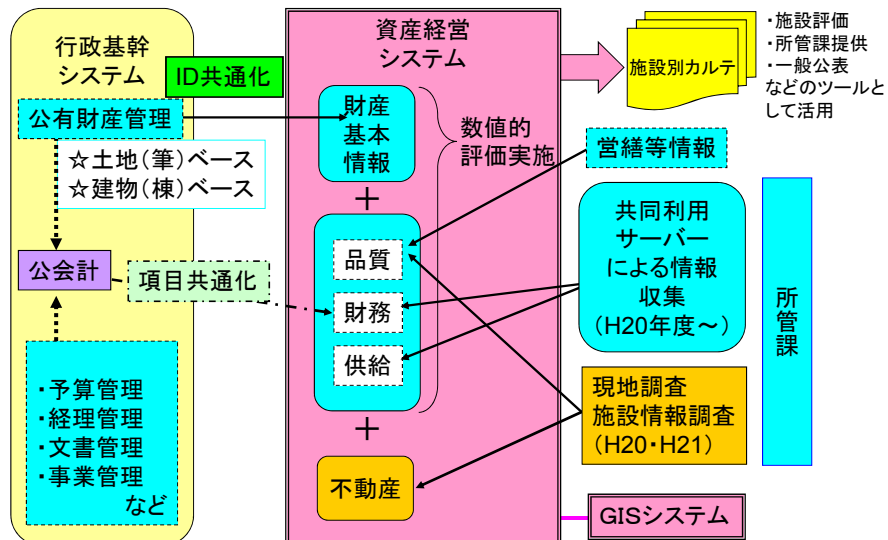 行政基幹
システム
ID共通化
公有財産管理
☆土地(筆)ベース
☆建物(棟)ベース
公会計
項目共通化
・予算管理
・経理管理
・文書管理
・事業管理
など
資産経営
システム
財産
基本
情報
数値的
評価実施
+
品質
財務
供給
+
不動産
施設別カルテ
・施設評価
・所管課提供
・一般公表
などのツールと
して活用
営繕等情報
共同利用
サーバー
による情報
収集
(H20年度～)
所管課
現地調査
施設情報調査
(H20・H21)
GISシステム